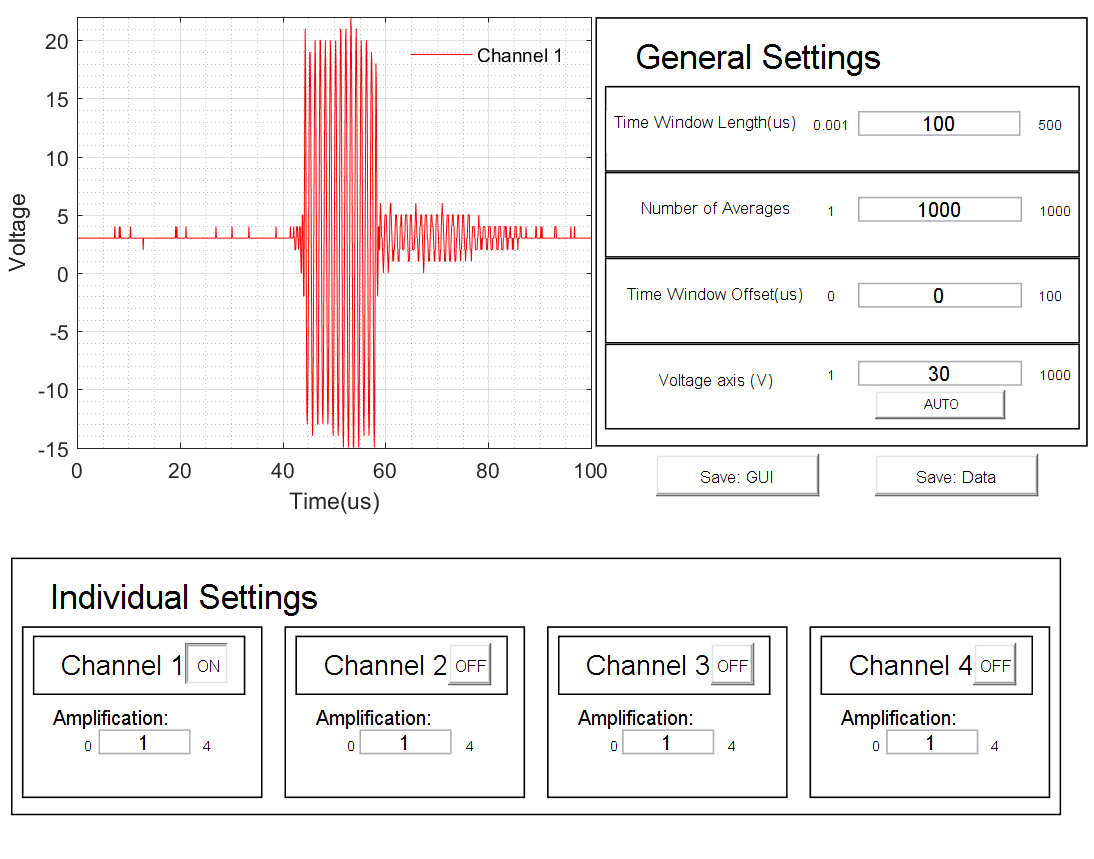 20
15
10
5
0
-5
-10
-15
Voltage
0 20 40 60 80 100
Time(us)
Channel 1
General Settings
Time Window Length(us) 0.001 100 500
Number of Averages 1 1000 1000
Time Window Offset(us) 0 0 100
Voltage axis (V) 1 30 1000
AUTO
Save: GUI Save: Data
Individual Settings
Channel 1 ON
Amplification:
0 1 4
Channel 2 OFF
Amplification:
0 1 4
Channel 3 OFF
Amplification:
0 1 4
Channel 4 OFF
Amplification:
0 1 4